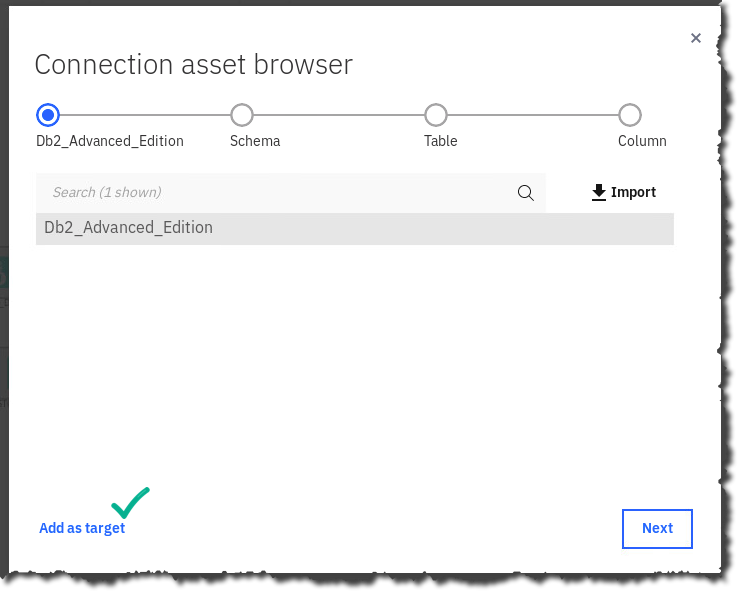 Connection asset browser
Db2_Advanced_Edition Schema Table Column
Search (1 shown) Import
Db2_Advanced_Edition
Add as target Next